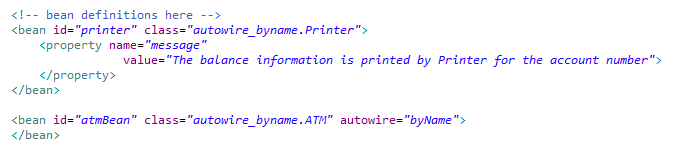 <!-- bean definitions here -->
<bean id="printer" class="autowire_byname.Printer">
    <property name="message"
               value="The balance information is printed by Printer for the account number">
    </property>
</bean>

<bean id="atmBean" class="autowire_byname.ATM" autowire="byName">
</bean>